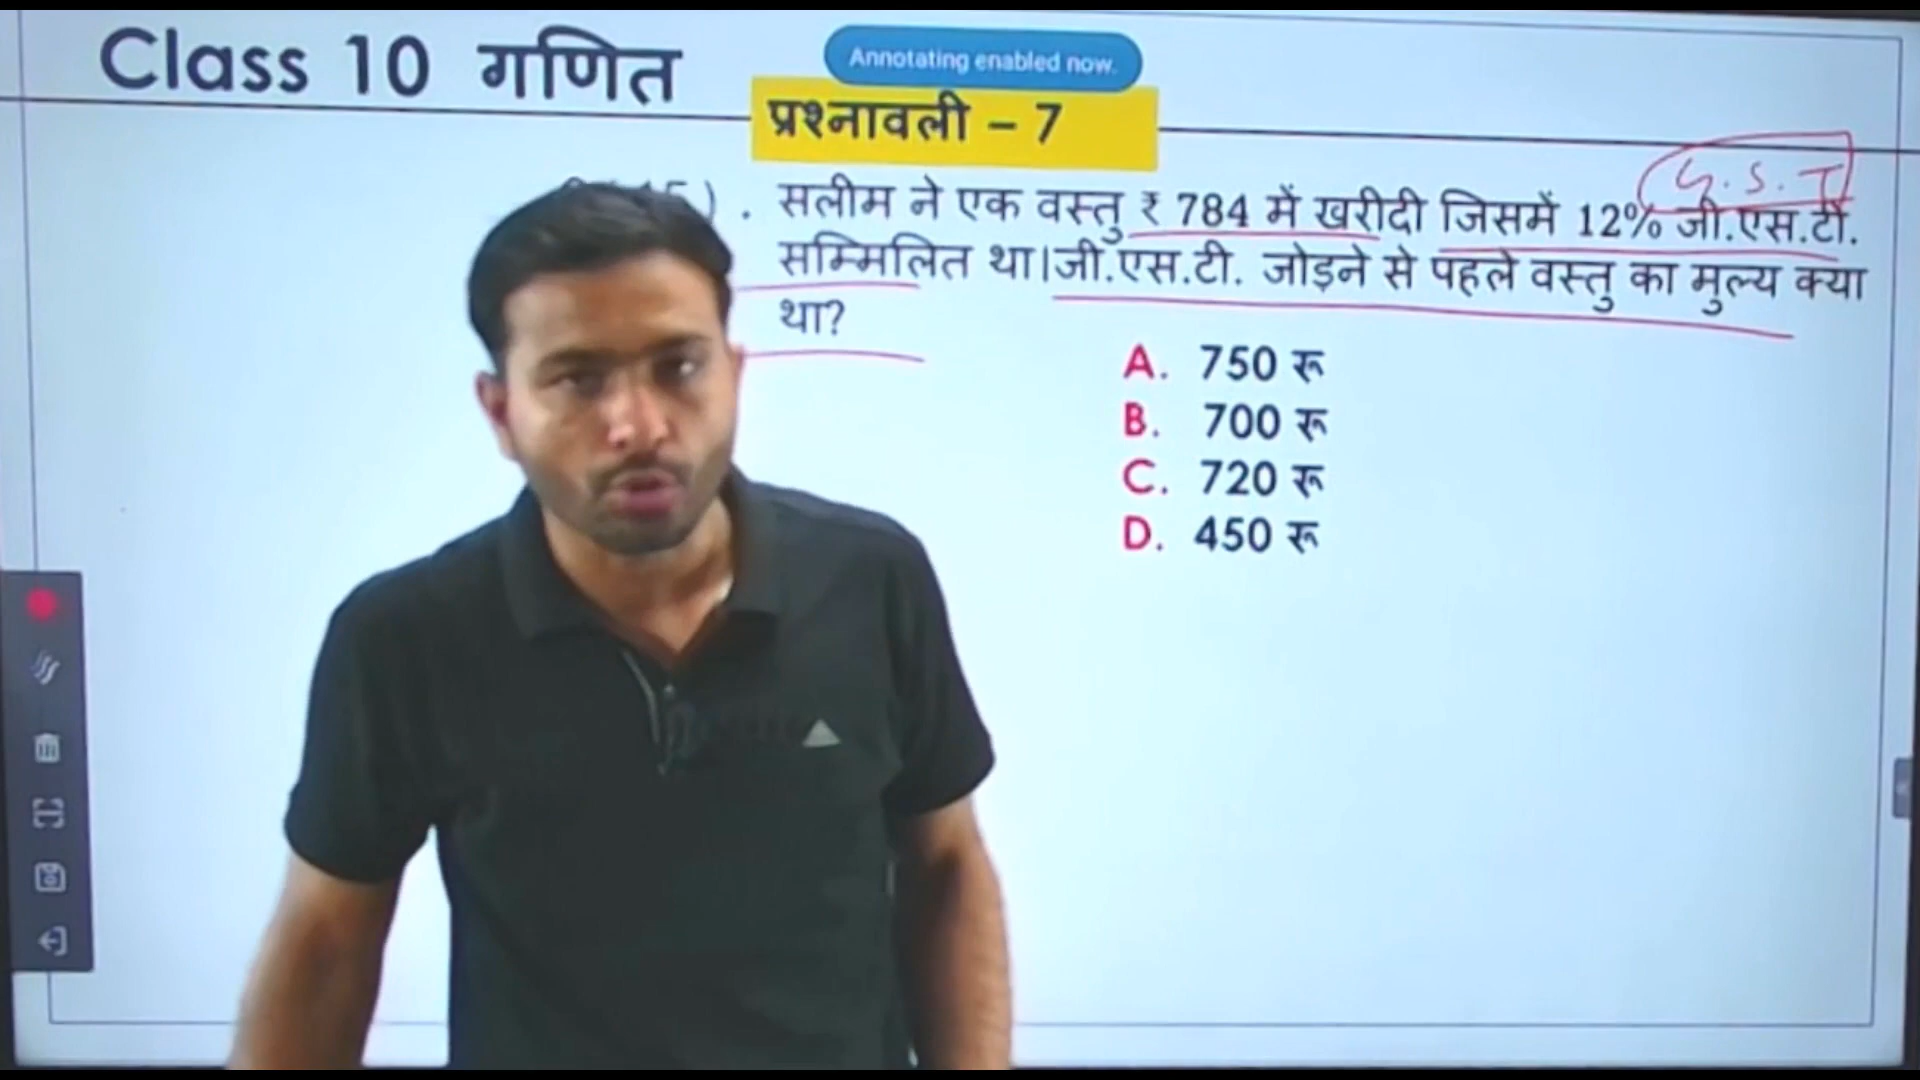 Class 10 गणित
Annotating enabled now.
प्रश्नावली – 7
G.S.T
सलीम ने एक वस्तु ₹ 784 में खरीदी जिसमें 12% जी.एस.टी.
सम्मिलित था।जी.एस.टी. जोड़ने से पहले वस्तु का मुल्य क्या
था?
A. 750 रू
B. 700 रू
C. 720 रू
D. 450 रू